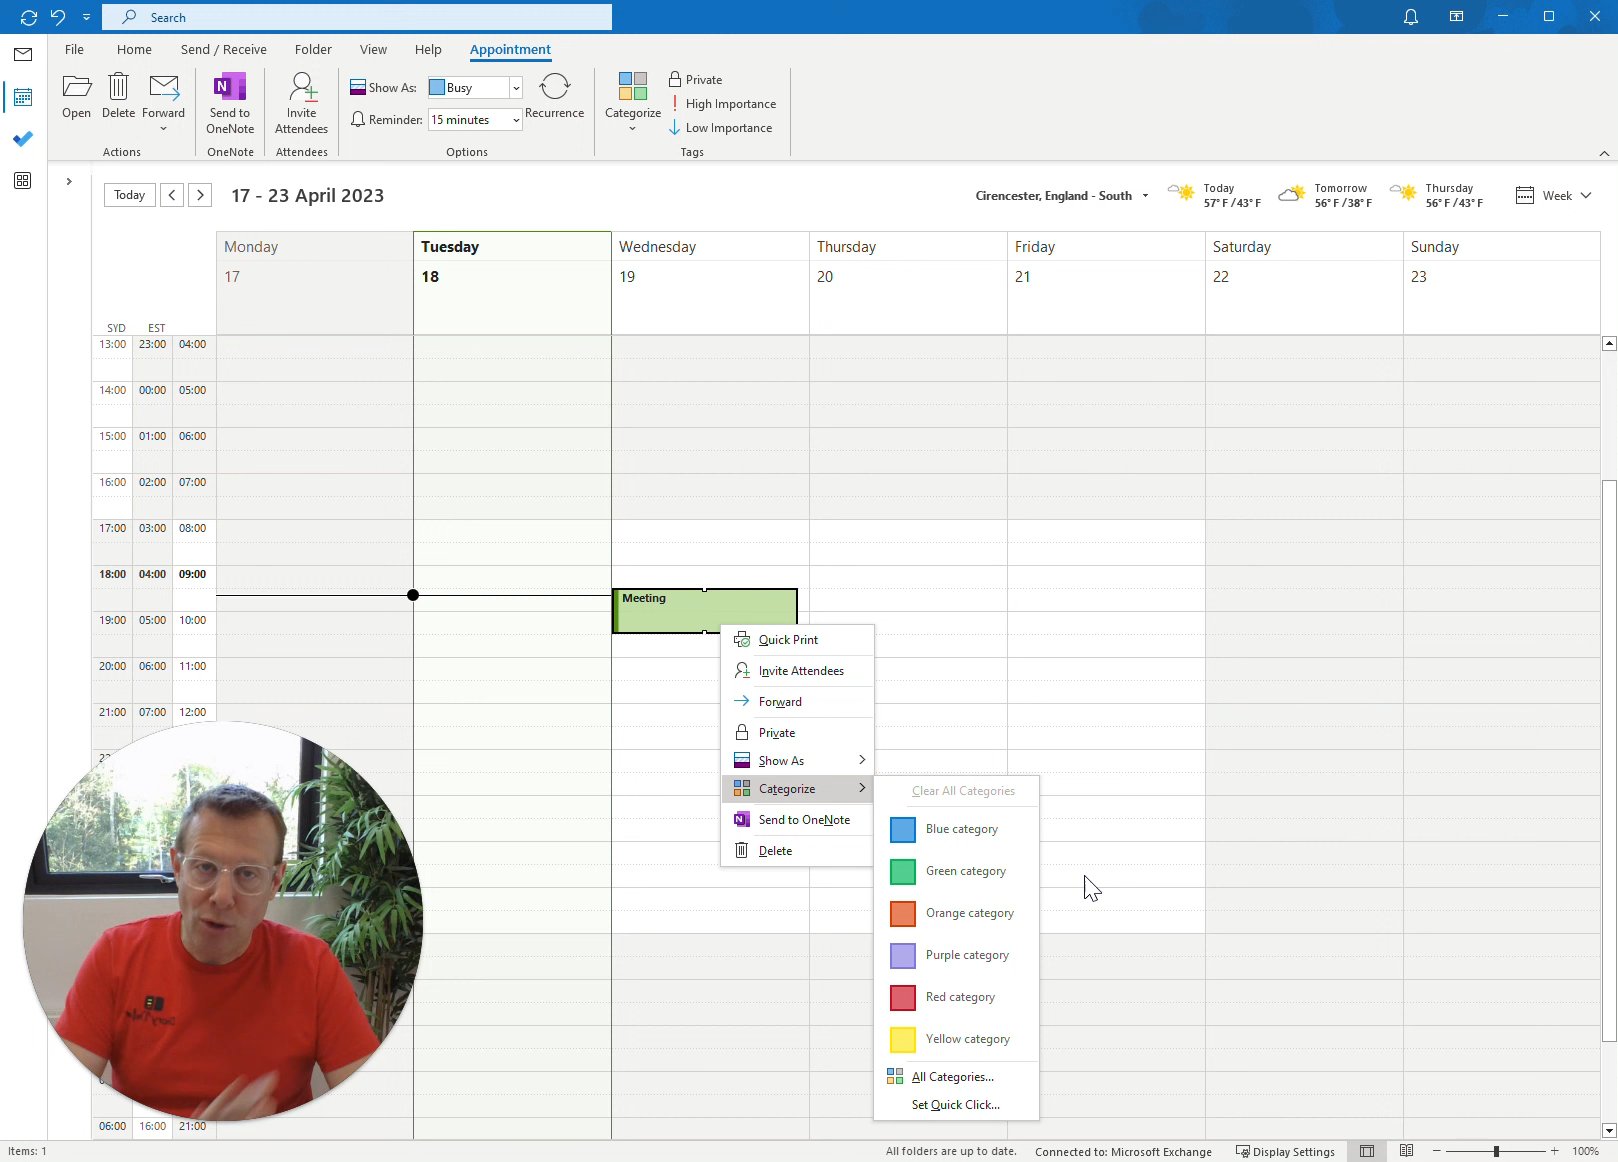 Search
File Home Send / Receive Folder View Help Appointment
Open Delete Forward
Send to OneNote
Invite Attendees
Show As: Busy
Reminder: 15 minutes
Recurrence
Categorize
Private
High Importance
Low Importance
Actions OneNote Attendees Options Tags
Today 17 - 23 April 2023
Cirencester, England - South
Today 57° F / 43° F
Tomorrow 56° F / 38° F
Thursday 56° F / 43° F
Week
Monday Tuesday Wednesday Thursday Friday Saturday Sunday
17 18 19 20 21 22 23
SYD EST
13:00 23:00 04:00
14:00 00:00 05:00
15:00 01:00 06:00
16:00 02:00 07:00
17:00 03:00 08:00
18:00 04:00 09:00
Meeting
19:00 05:00 10:00
20:00 06:00 11:00
21:00 07:00 12:00
Quick Print
Invite Attendees
Forward
Private
Show As
Categorize
Send to OneNote
Delete
Clear All Categories
Blue category
Green category
Orange category
Purple category
Red category
Yellow category
All Categories...
Set Quick Click...
06:00 16:00 21:00
Items: 1
All folders are up to date. Connected to: Microsoft Exchange Display Settings 100%